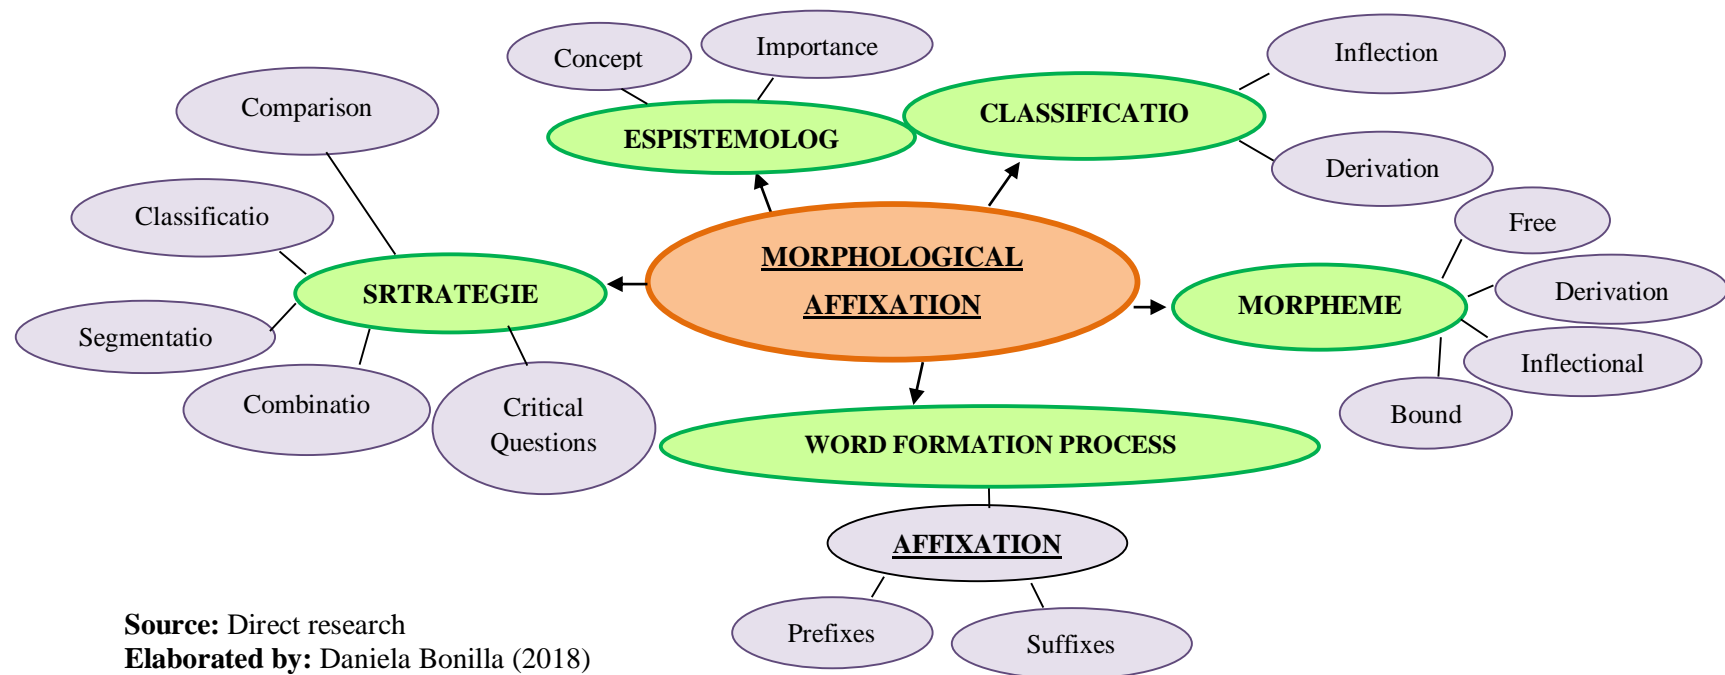 Concept
Importance
Inflection
Comparison
CLASSIFICATIO
ESPISTEMOLOG
Derivation
Classificatio
Free
MORPHOLOGICAL
AFFIXATION
SRTRATEGIE
MORPHEME
Derivation
Segmentatio
Inflectional
Combinatio
Critical
Questions
Bound
WORD FORMATION PROCESS
AFFIXATION
Prefixes
Suffixes
Source: Direct research
Elaborated by: Daniela Bonilla (2018)